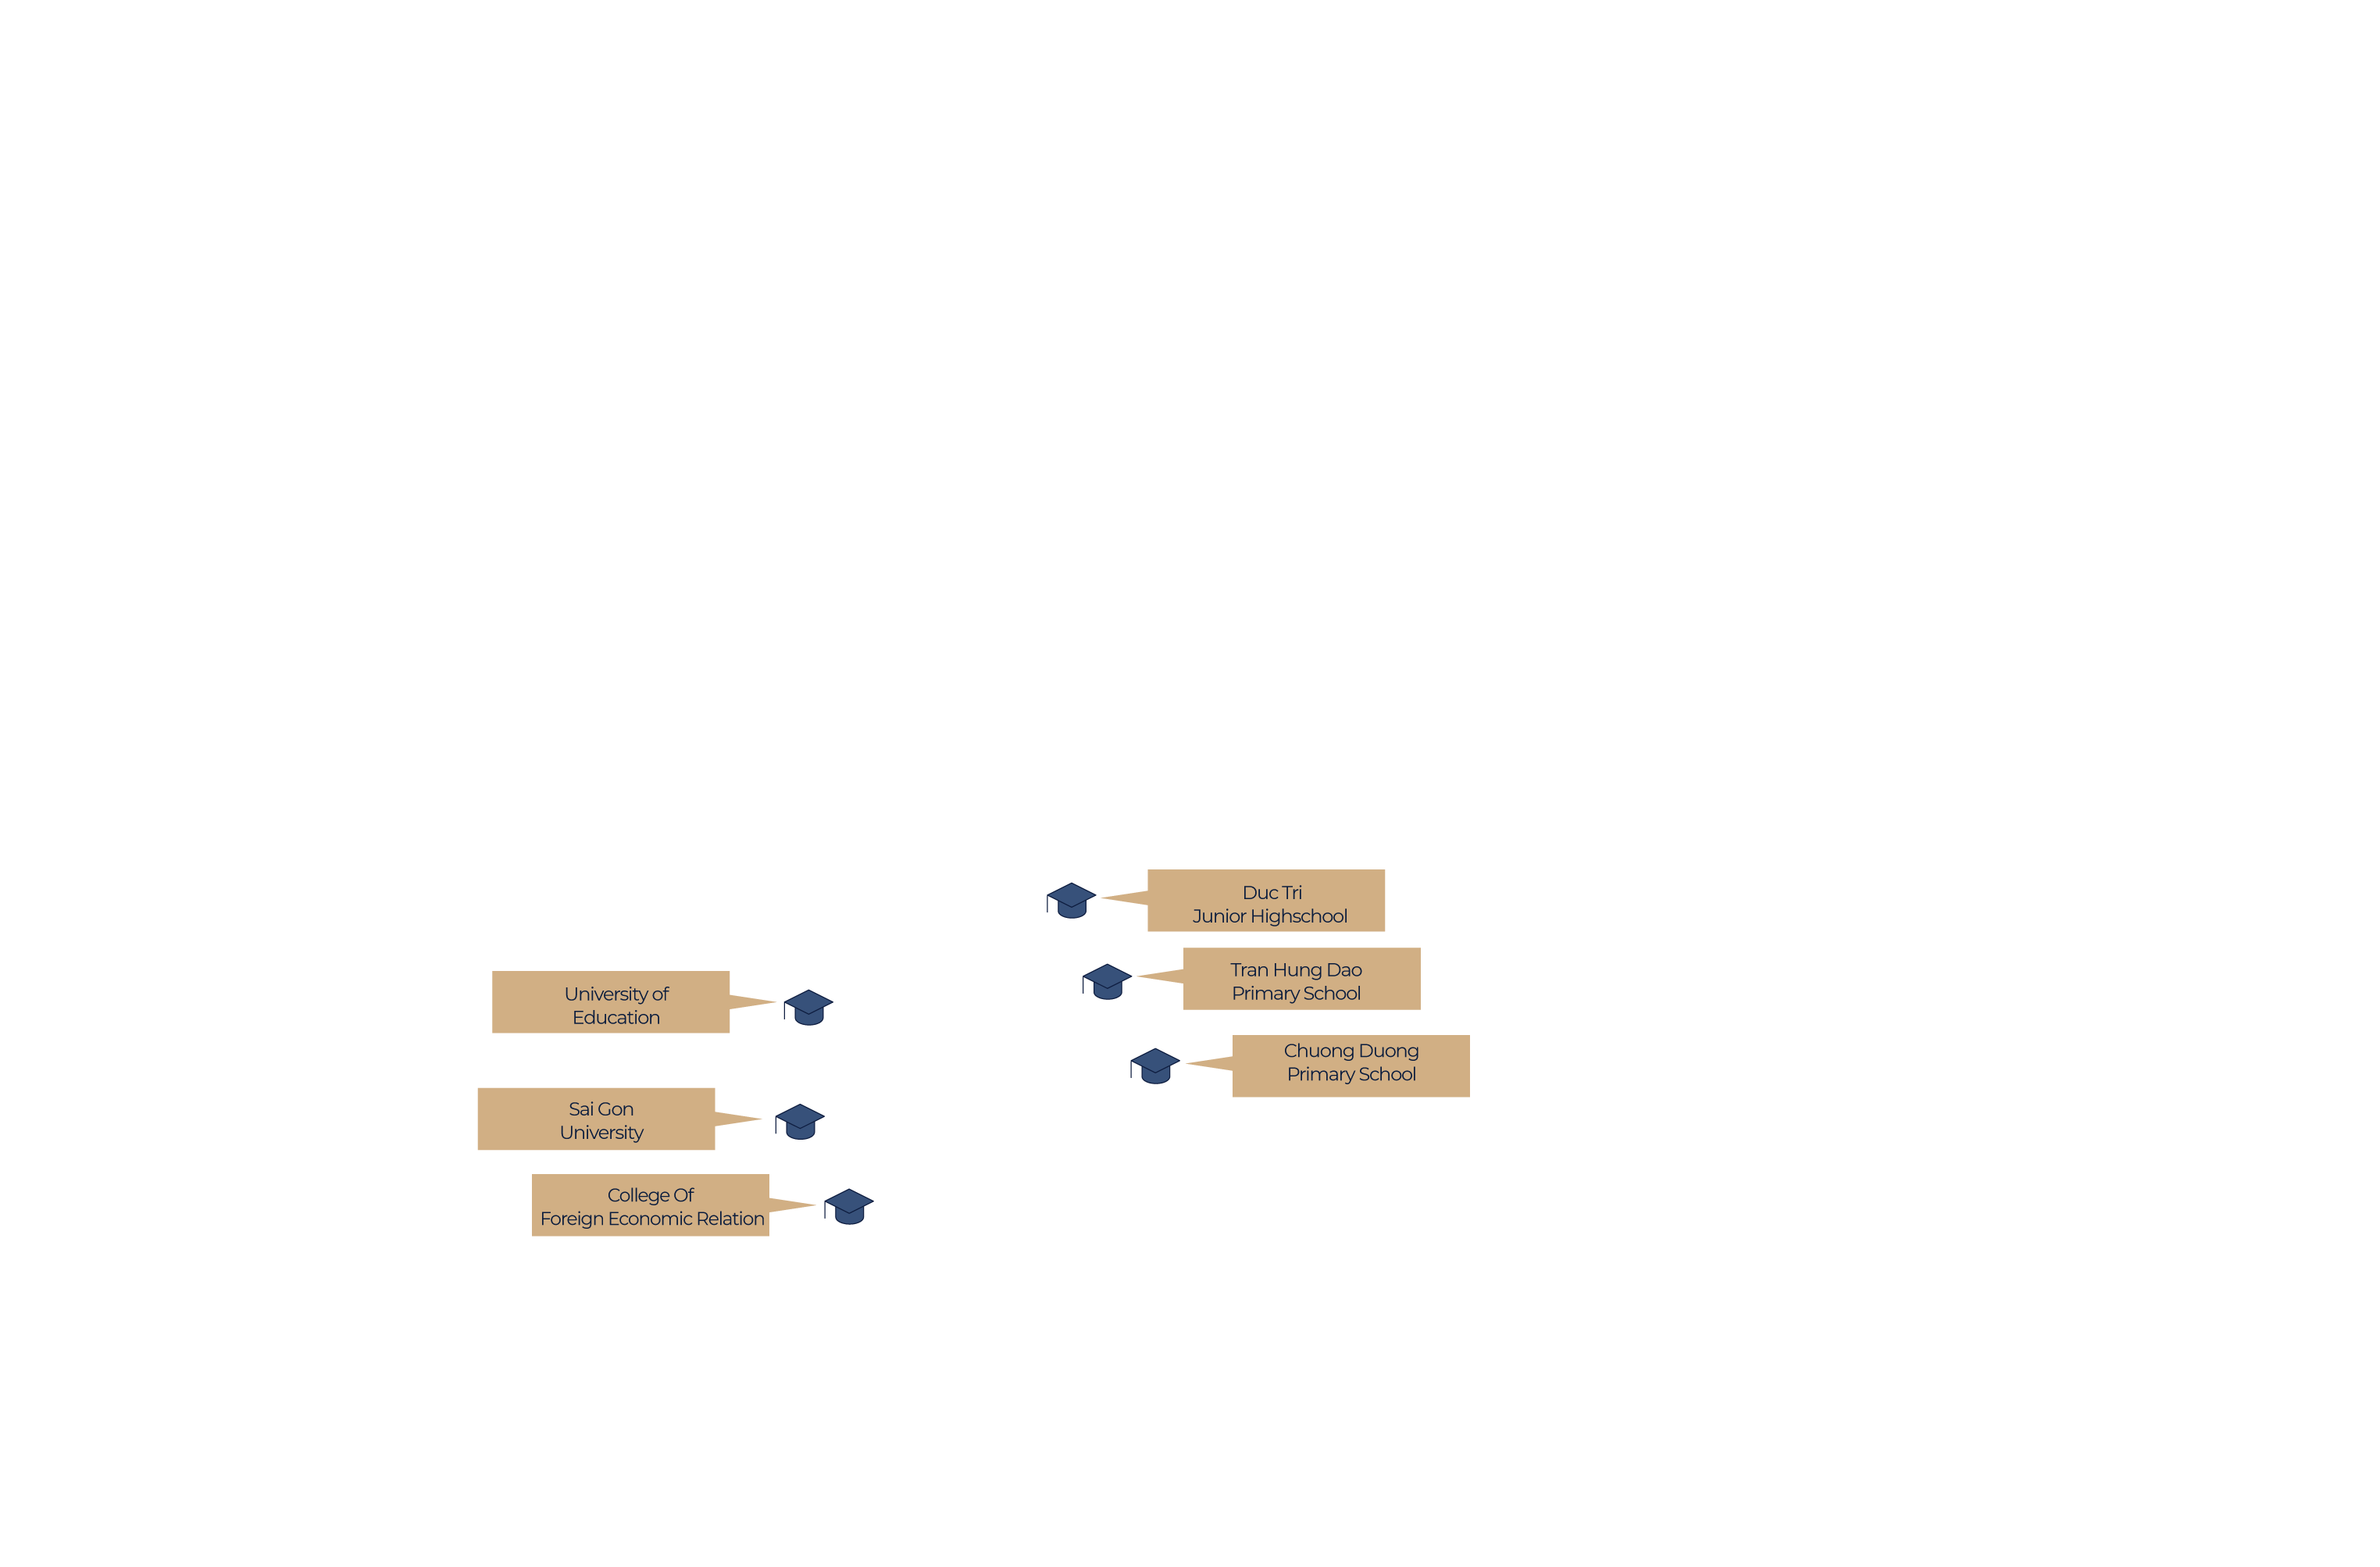 Duc Tri
Junior Highschool
Tran Hung Dao
Primary School
University of
Education
Chuong Duong
Primary School
Sai Gon
University
College Of
Foreign Economic Relation